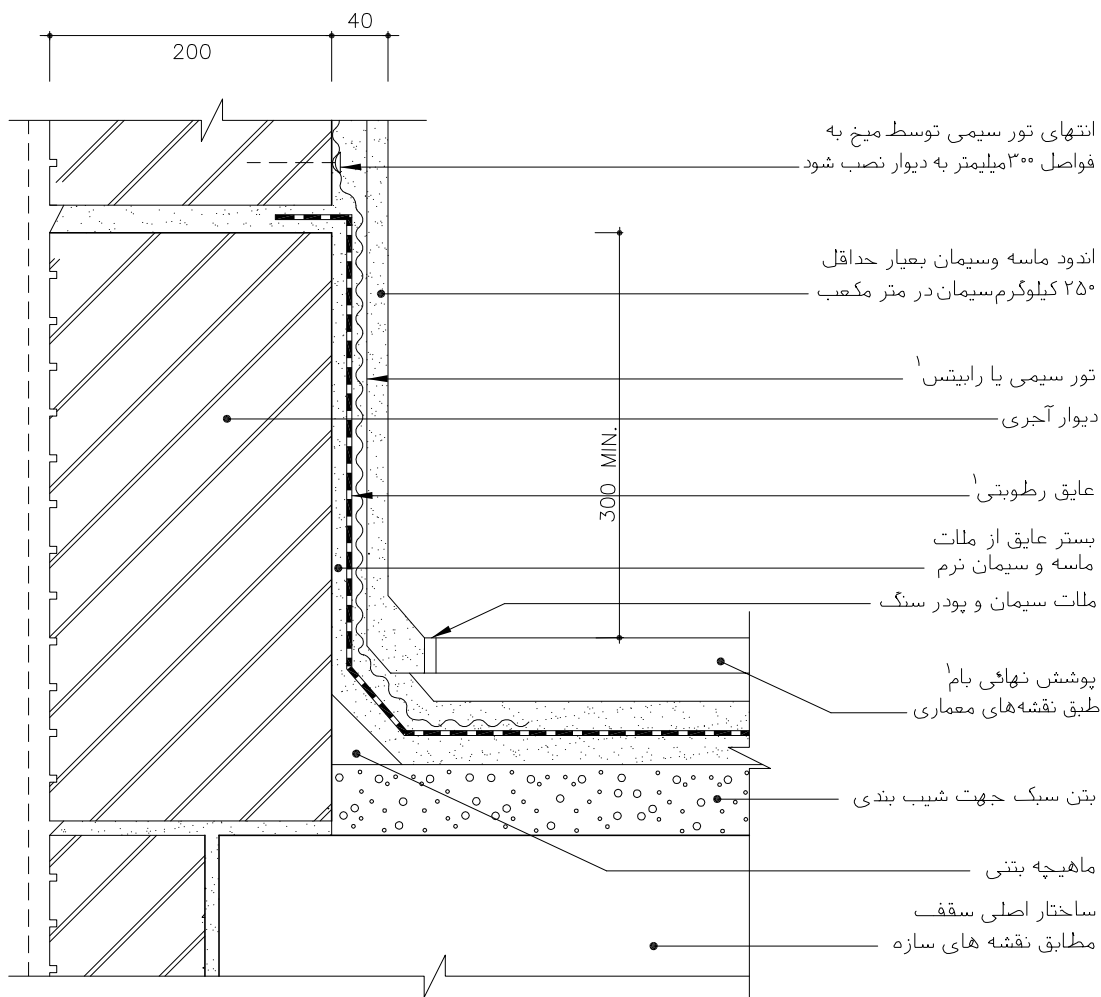 40
200
انتهای تور سیمی توسط میخ به
فواصل ۳۰۰میلیمتر به دیوار نصب شود
اندود ماسه وسیمان بعیار حداقل
۲۵۰ کیلوگرم‌سیمان در متر مکعب
تور سیمی یا رابیتس۱
دیوار آجری
300 MIN.
عایق رطوبتی۱
بستر عایق از ملات
ماسه و سیمان نرم
ملات سیمان و پودر سنگ
پوشش نهائی بام۱
طبق نقشه‌های معماری
بتن سبک جهت شیب بندی
ماهیچه بتنی
ساختار اصلی سقف
مطابق نقشه های سازه